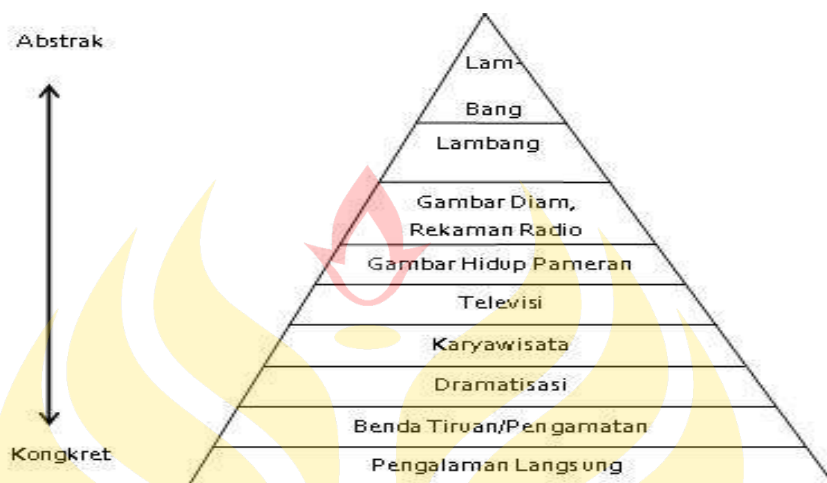 Abstrak
Lam-
Bang
Lambang
Gambar Diam,
Rekaman Radio
Gambar Hidup Pameran
Televisi
Karyawisata
Dramatisasi
Benda Tiruan/Pengamatan
Kongkret
Pengalaman Langsung